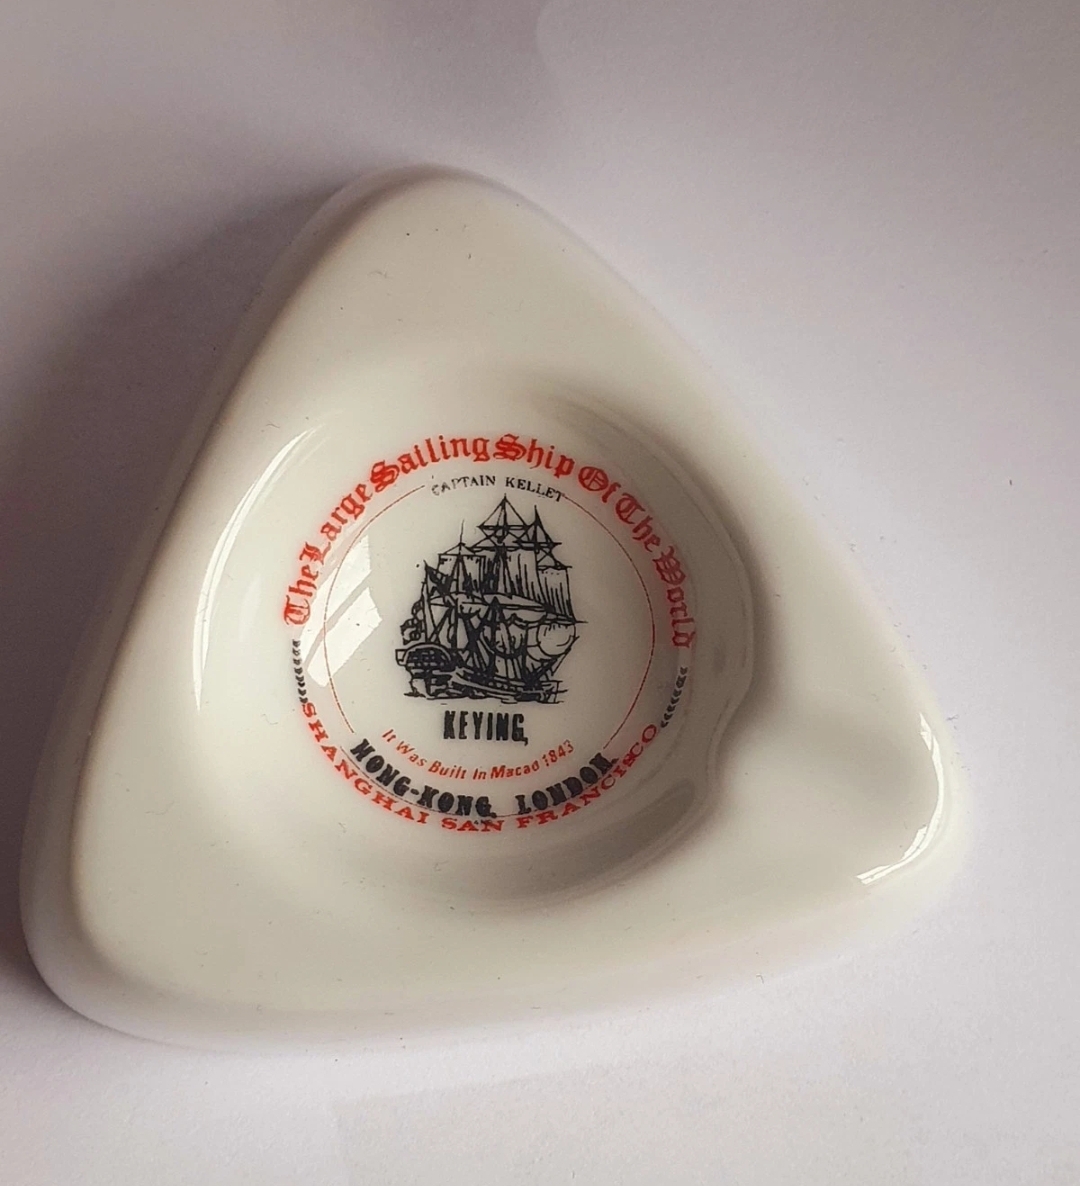 The Large Sailing Ship Of The World
CAPTAIN KELLET
KEYING,
It Was Built In Macao 1843
HONG-KONG, LONDON,
SHANGHAI SAN FRANCISCO